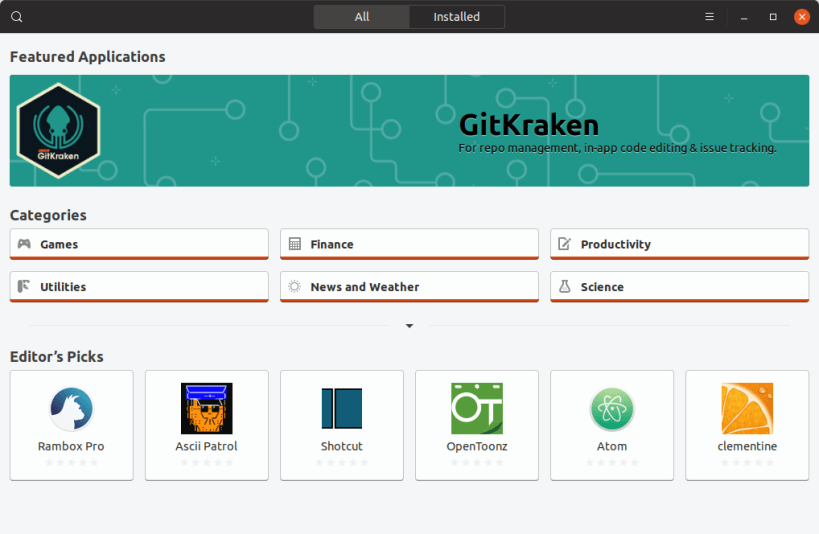 All
Installed
Featured Applications
GitKraken
GitKraken
For repo management, in-app code editing & issue tracking.
Categories
Games
Finance
Productivity
Utilities
News and Weather
Science
Editor's Picks
OT
Rambox Pro
Ascii Patrol
Shotcut
OpenToonz
Atom
clementine